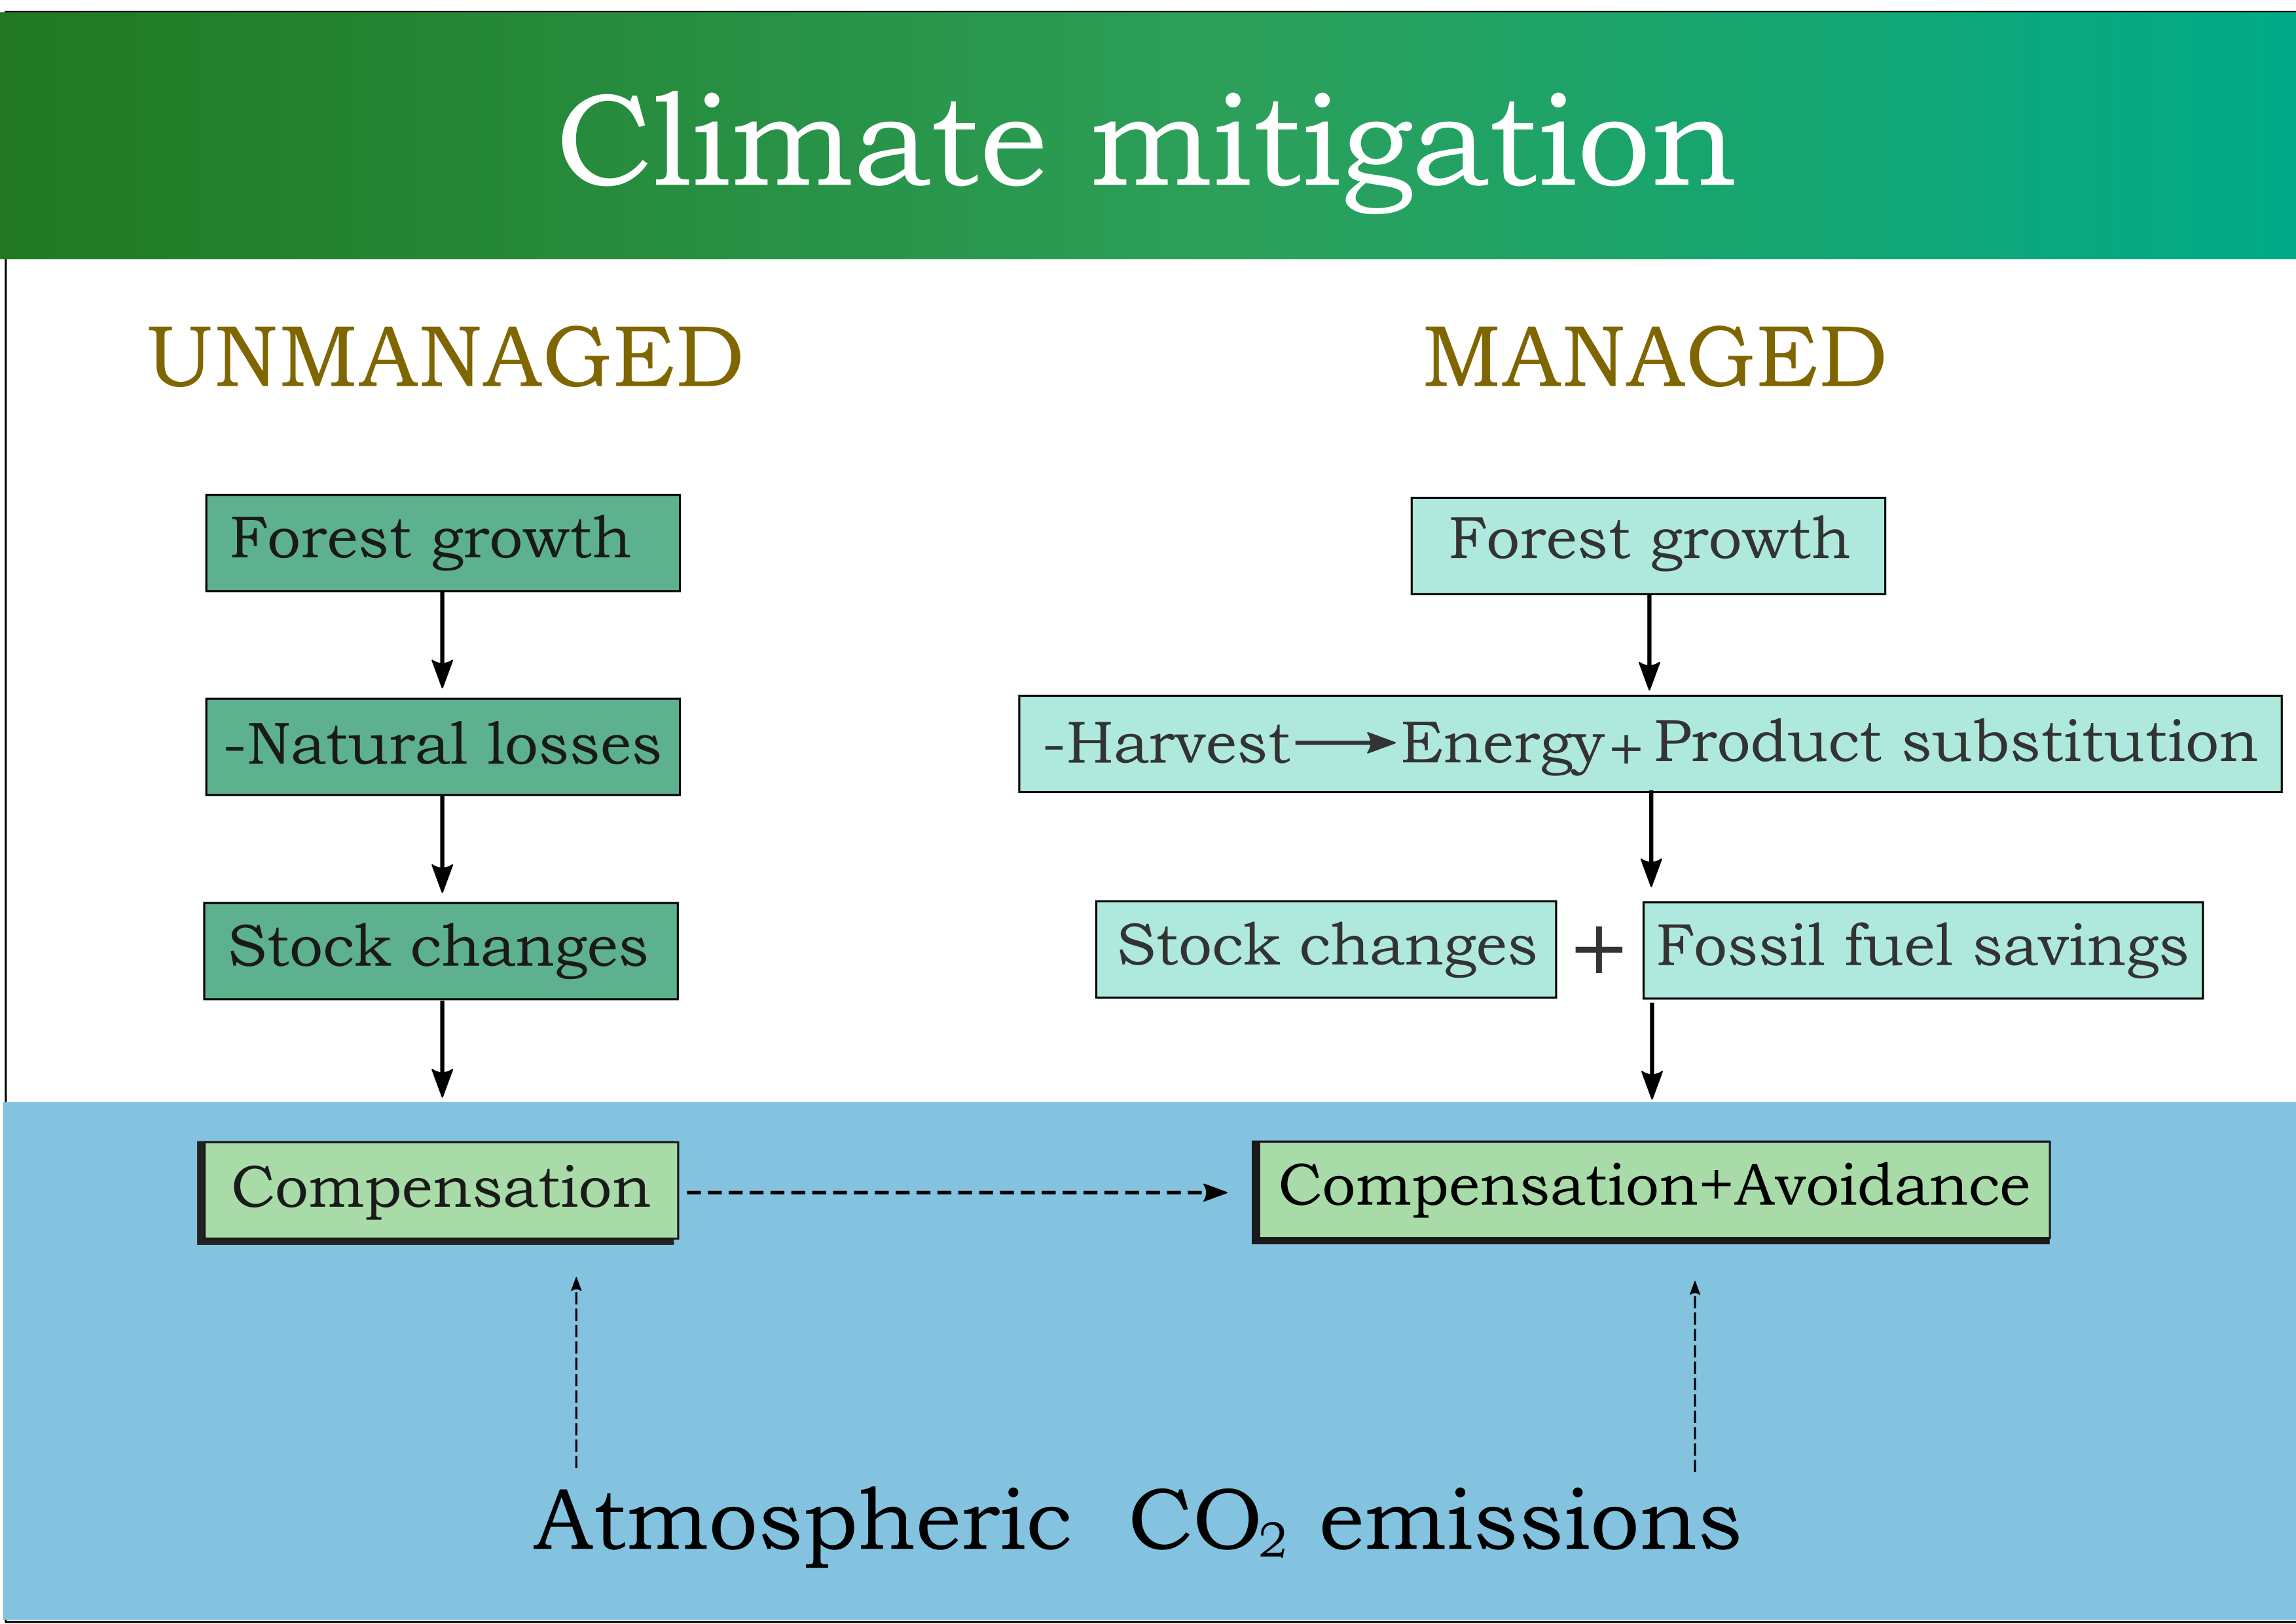 Climate mitigation
UNMANAGED
MANAGED
Forest growth
-Natural losses
Stock changes
Compensation
Forest growth
-Harvest→Energy+Product substitution
Stock changes + Fossil fuel savings
Compensation+Avoidance
Atmospheric CO₂ emissions